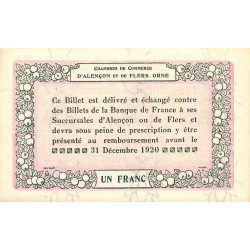 CHAMBRES DE COMMERCE
D'ALENÇON ET DE FLERS, ORNE
Ce Billet est délivré et échangé contre
des Billets de la Banque de France à ses
Succursales d'Alençon ou de Flers et
devra sous peine de prescription y être
présenté au remboursement avant le
31 Décembre 1920
UN FRANC